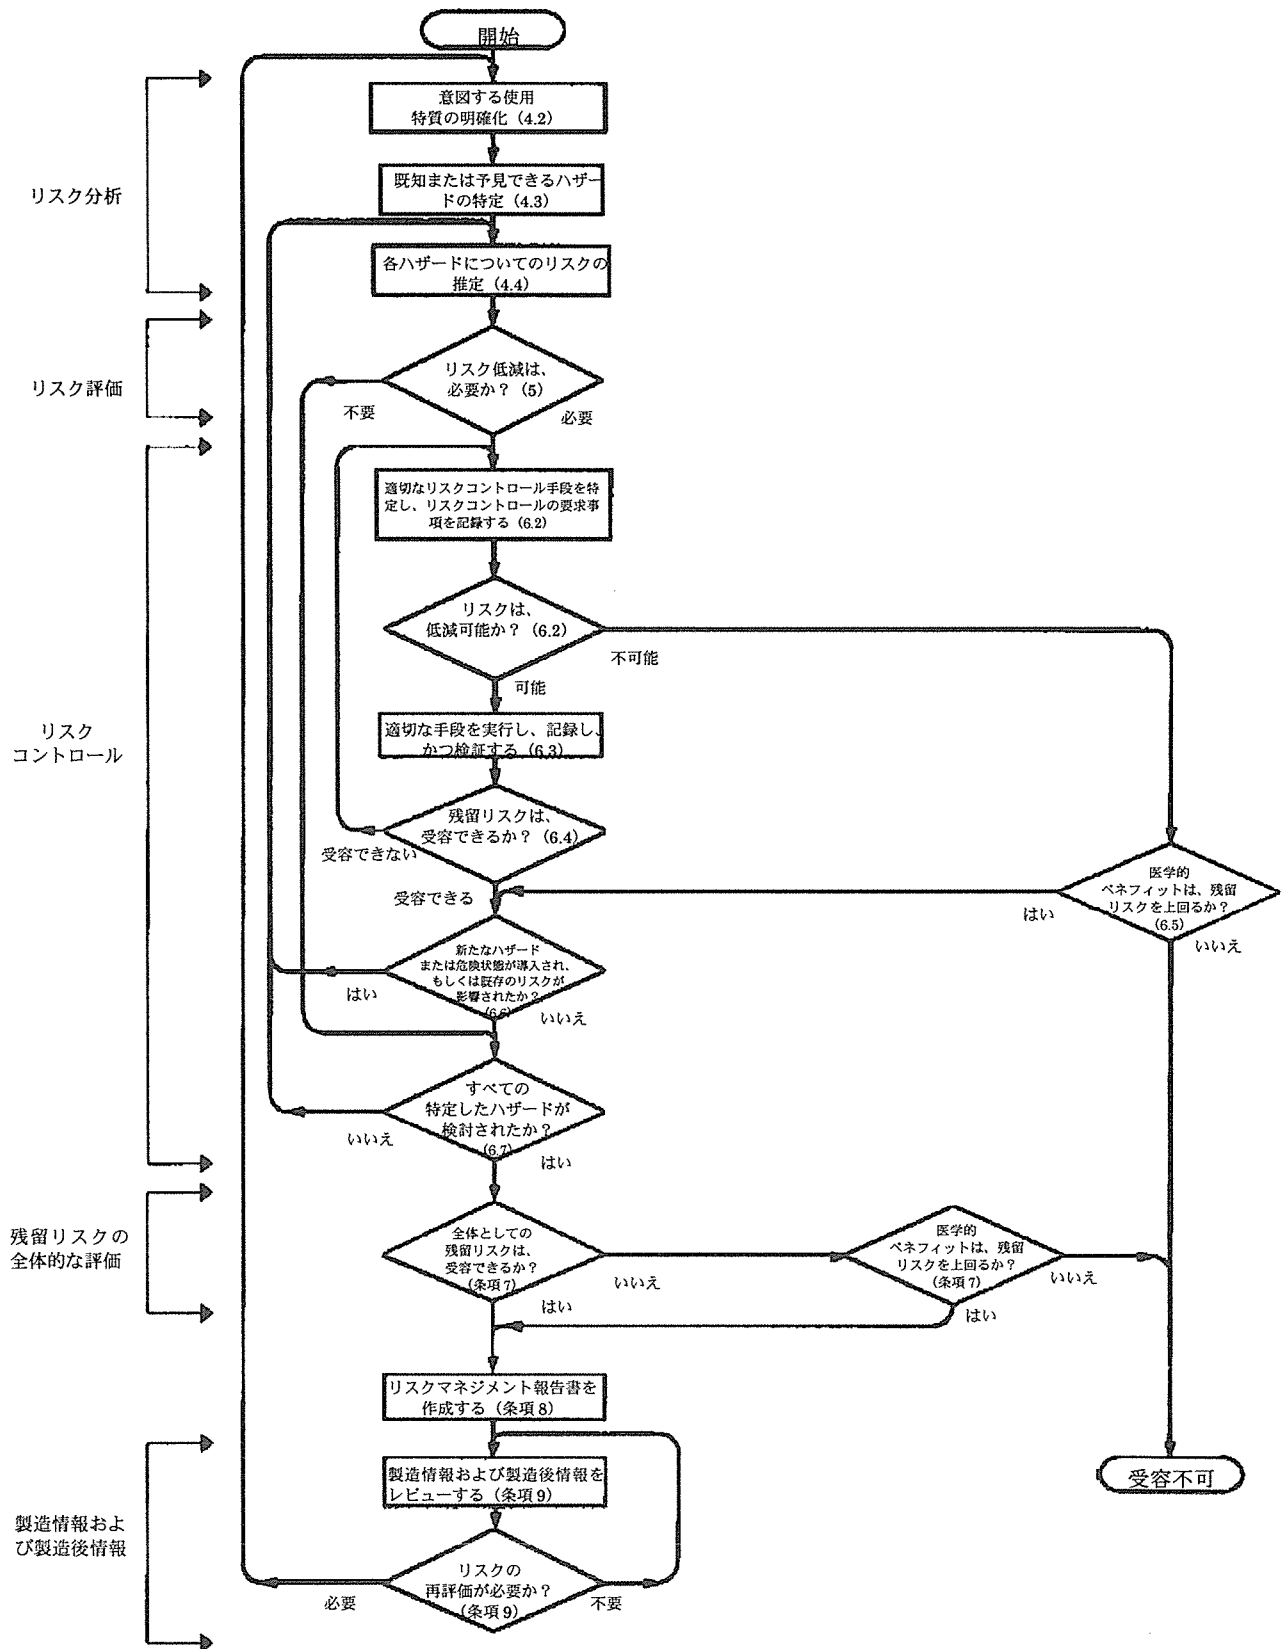 開始
意図する使用
特質の明確化（4.2）
既知または予見できるハザー
ドの特定（4.3）
リスク分析
各ハザードについてのリスクの
推定（4.4）
リスク低減は、
必要か？（5）
リスク評価
不要
必要
適切なリスクコントロール手段を特
定し、リスクコントロールの要求事
項を記録する（6.2）
リスクは、
低減可能か？（6.2）
不可能
可能
リスク
コントロール
適切な手段を実行し、記録し、
かつ検証する（6.3）
残留リスクは、
受容できるか？（6.4）
受容できない
受容できる
医学的
ベネフィットは、残留
リスクを上回るか？
(6.5)
はい
いいえ
新たなハザード
または危険状態が導入され、
もしくは既存のリスクが
影響されたか？
(6.6)
はい
いいえ
すべての
特定したハザードが
検討されたか？
(6.7)
いいえ
はい
残留リスクの
全体的な評価
全体としての
残留リスクは、
受容できるか？
（条項7）
いいえ
はい
医学的
ベネフィットは、残留
リスクを上回るか？
（条項7）
いいえ
はい
リスクマネジメント報告書を
作成する（条項8）
製造情報および製造後情報を
レビューする（条項9）
受容不可
製造情報およ
び製造後情報
リスクの
再評価が必要か？
（条項9）
必要
不要